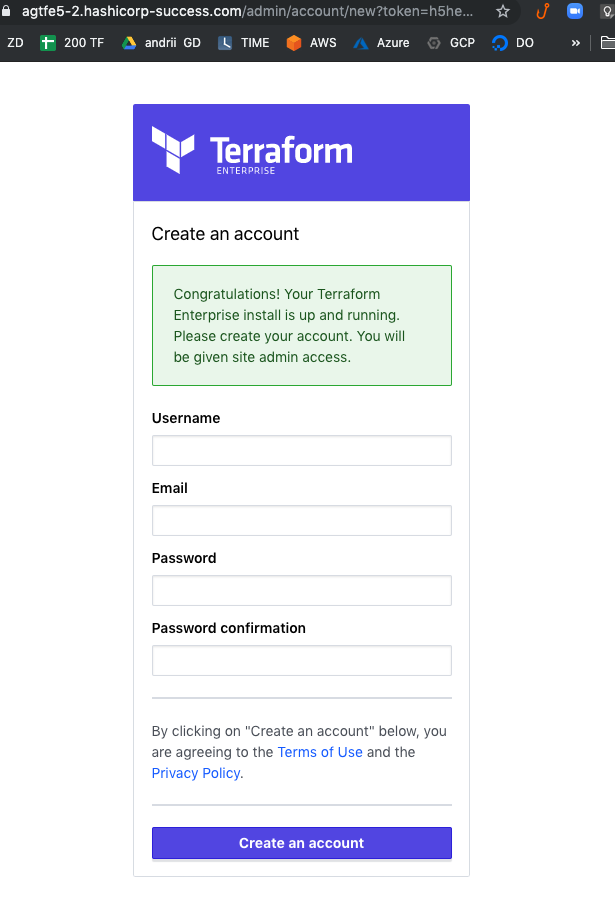 agtfe5-2.hashicorp-success.com/admin/account/new?token=h5he...
ZD 200 TF andrii GD TIME AWS Azure GCP DO »
Terraform
ENTERPRISE
Create an account
Congratulations! Your Terraform
Enterprise install is up and running.
Please create your account. You will
be given site admin access.
Username
Email
Password
Password confirmation
By clicking on "Create an account" below, you
are agreeing to the Terms of Use and the
Privacy Policy.
Create an account